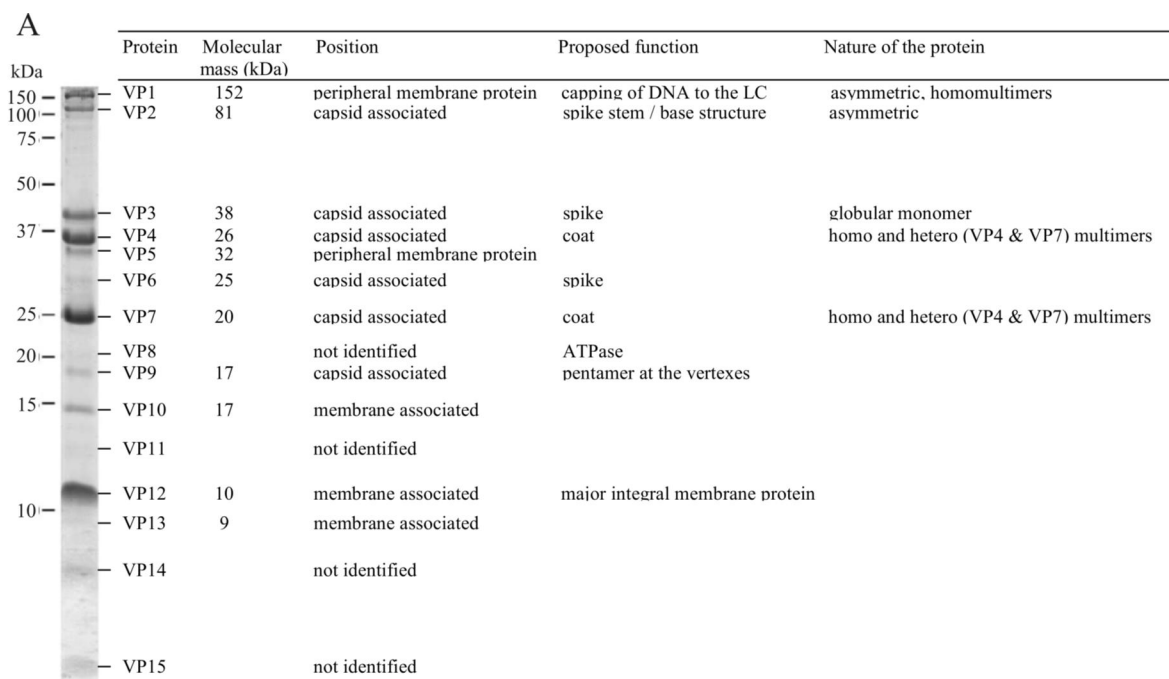 A
kDa
Protein Molecular mass (kDa) Position Proposed function Nature of the protein
150
100
75
50
37
25
20
15
10
VP1 152 peripheral membrane protein capping of DNA to the LC asymmetric, homomultimers
VP2 81 capsid associated spike stem / base structure asymmetric
VP3 38 capsid associated spike globular monomer
VP4 26 capsid associated coat homo and hetero (VP4 & VP7) multimers
VP5 32 peripheral membrane protein
VP6 25 capsid associated spike
VP7 20 capsid associated coat homo and hetero (VP4 & VP7) multimers
VP8 not identified ATPase
VP9 17 capsid associated pentamer at the vertexes
VP10 17 membrane associated
VP11 not identified
VP12 10 membrane associated major integral membrane protein
VP13 9 membrane associated
VP14 not identified
VP15 not identified